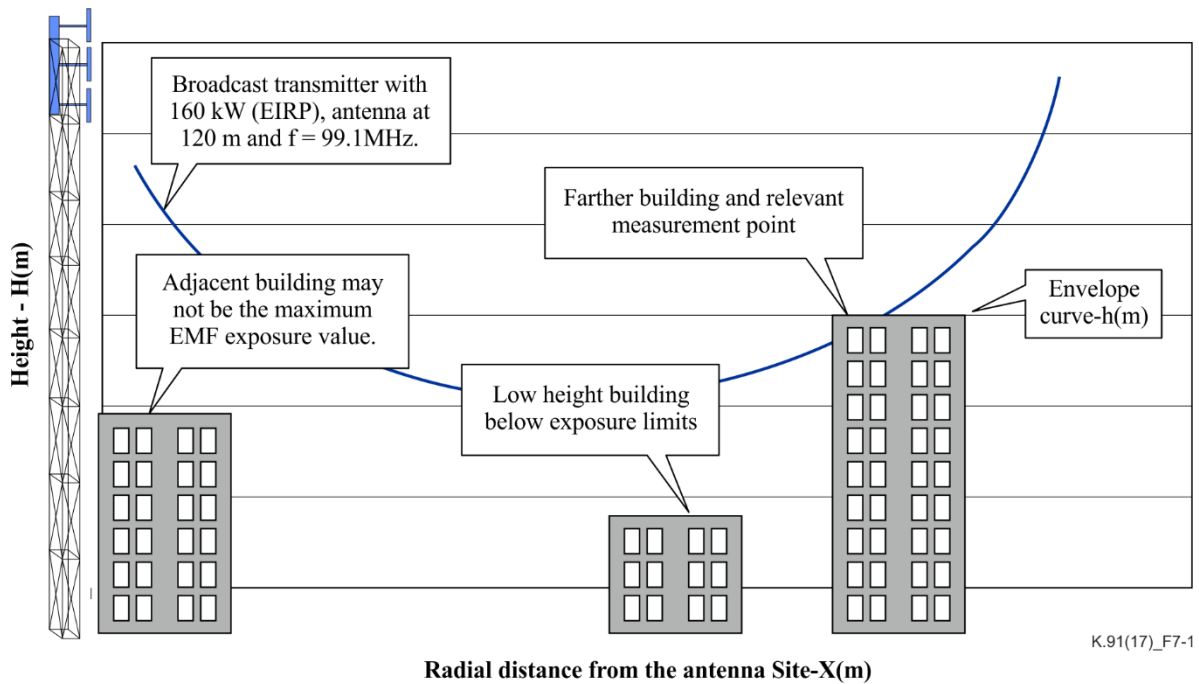 Broadcast transmitter with
160 kW (EIRP), antenna at
120 m and f = 99.1MHz.
Farther building and relevant
measurement point
Adjacent building may
not be the maximum
EMF exposure value.
Envelope
curve-h(m)
Low height building
below exposure limits
Height - H(m)
K.91(17)_F7-1
Radial distance from the antenna Site-X(m)